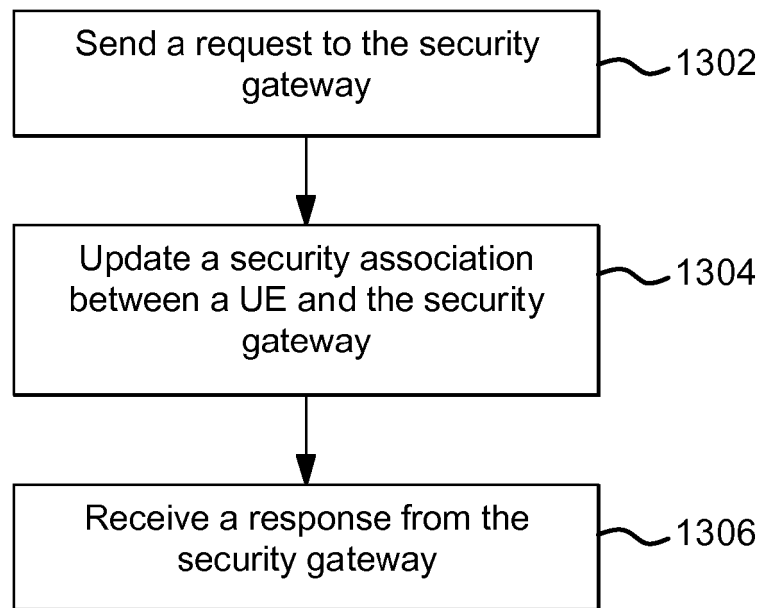 Send a request to the security
gateway
1302
Update a security association
between a UE and the security
gateway
1304
Receive a response from the
security gateway
1306